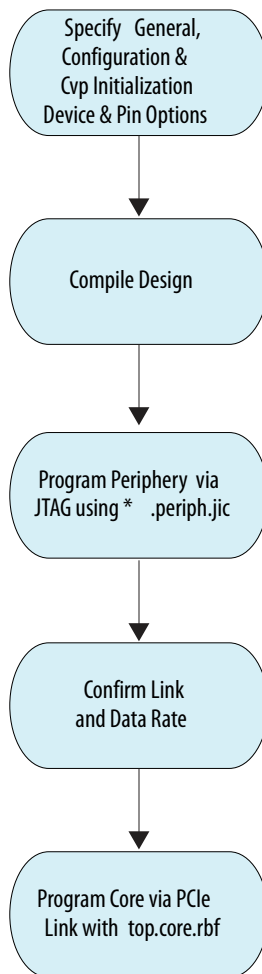 Specify General,
Configuration &
Cvp Initialization
Device & Pin Options
Compile Design
Program Periphery via
JTAG using * .periph.jic
Confirm Link
and Data Rate
Program Core via PCIe
Link with top.core.rbf